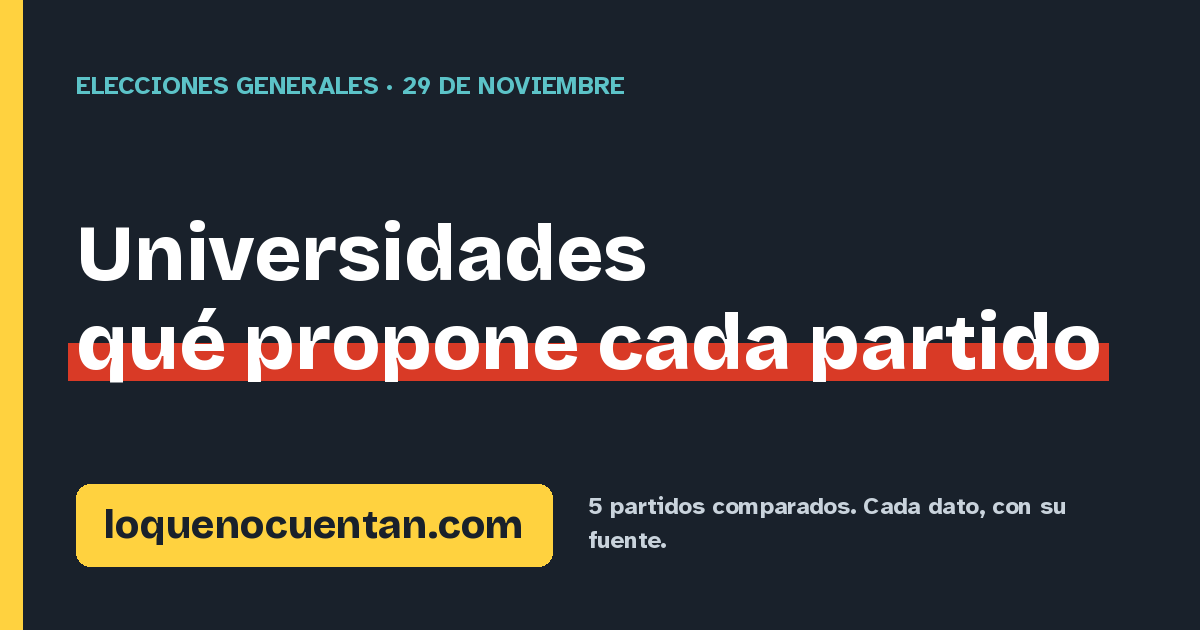 ELECCIONES GENERALES · 29 DE NOVIEMBRE
Universidades
qué propone cada partido
loquenocuentan.com
5 partidos comparados. Cada dato, con su
fuente.